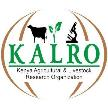 KALRO
Kenya Agricultural & Livestock
Research Organization